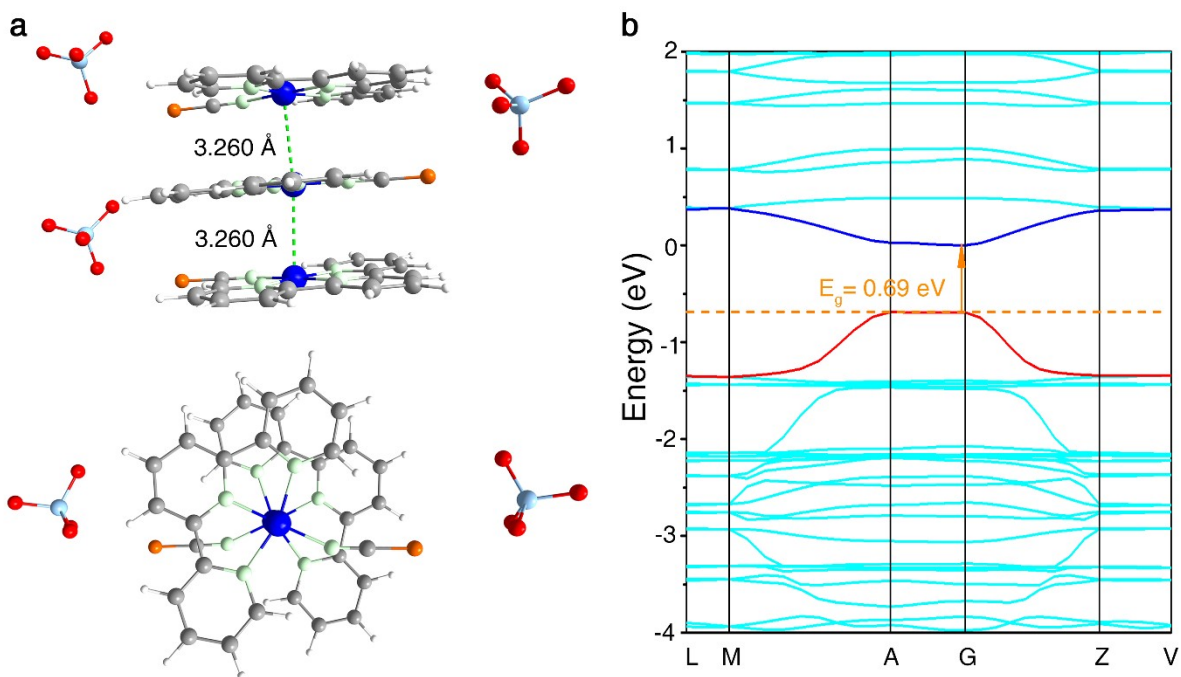 a
3.260 Å
3.260 Å
b
Energy (eV)
2
1
0
-1
-2
-3
-4
E_g = 0.69 eV
L M A G Z V